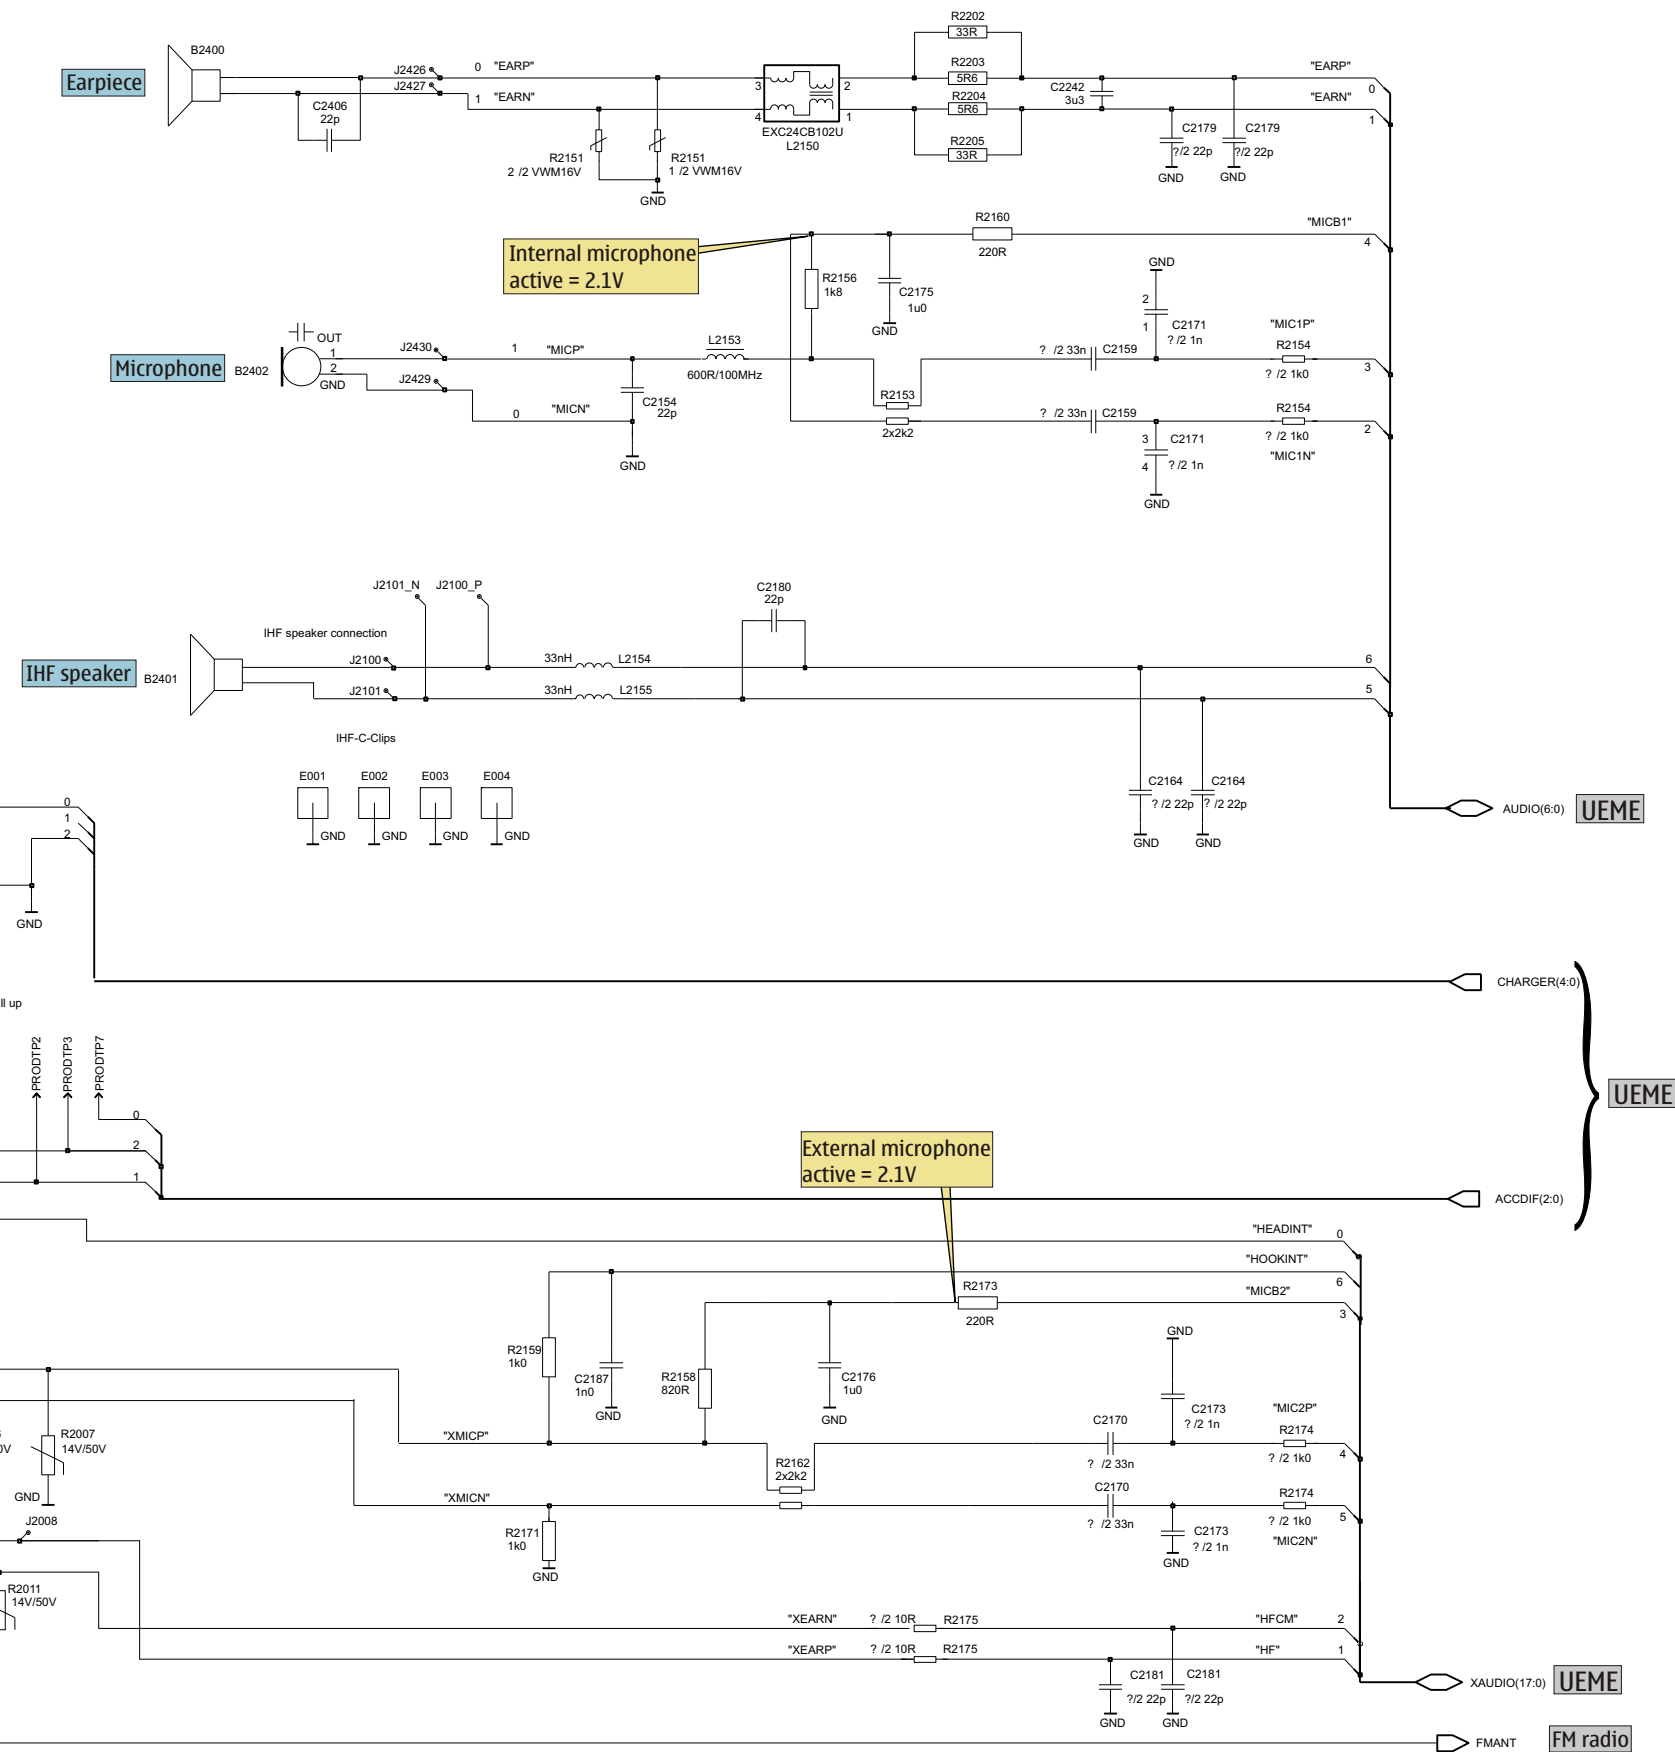 R2202
33R
B2400
Earpiece
J2426
0 "EARP"
J2427
1 "EARN"
C2406
22p
R2203
5R6
R2204
5R6
3
2
4
1
EXC24CB102U
L2150
R2205
33R
C2242
3u3
"EARP"
0
"EARN"
1
R2151
2 /2 VWM16V
R2151
1 /2 VWM16V
GND
C2179
?/2 22p
GND
C2179
?/2 22p
GND
Internal microphone
active = 2.1V
R2160
220R
"MICB1"
4
R2156
1k8
C2175
1u0
GND
GND
2
1
C2171
? /2 1n
"MIC1P"
R2154
? /2 1k0
3
OUT
1
2
GND
Microphone
B2402
J2430
1 "MICP"
J2429
0 "MICN"
L2153
600R/100MHz
C2154
22p
GND
R2153
2x2k2
? /2 33n C2159
? /2 33n C2159
R2154
? /2 1k0
"MIC1N"
2
3
4
C2171
? /2 1n
GND
J2101_N
J2100_P
C2180
22p
IHF speaker connection
IHF speaker
B2401
J2100
33nH L2154
6
J2101
33nH L2155
5
IHF-C-Clips
E001
E002
E003
E004
GND
GND
GND
GND
C2164
? /2 22p
GND
C2164
? /2 22p
GND
AUDIO(6:0)
UEME
0
1
2
GND
CHARGER(4:0)
ll up
PRODTP2
PRODTP3
PRODTP7
0
2
1
UEME
External microphone
active = 2.1V
ACCDIF(2:0)
"HEADINT"
0
"HOOKINT"
6
R2173
220R
"MICB2"
3
R2159
1k0
C2187
1n0
GND
R2158
820R
C2176
1u0
GND
GND
C2173
? /2 1n
"MIC2P"
R2174
? /2 1k0
4
0V
R2007
14V/50V
GND
"XMICP"
R2162
2x2k2
C2170
? /2 33n
"XMICN"
C2170
? /2 33n
R2174
? /2 1k0
5
"MIC2N"
J2008
R2171
1k0
GND
C2173
? /2 1n
GND
R2011
14V/50V
"XEARN"
? /2 10R R2175
"HFCM"
2
"XEARP"
? /2 10R R2175
"HF"
1
C2181
?/2 22p
GND
C2181
?/2 22p
GND
XAUDIO(17:0)
UEME
FMANT
FM radio